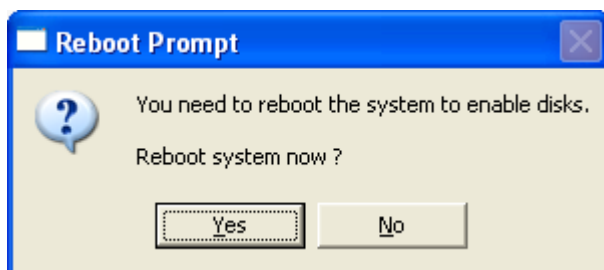 Reboot Prompt
You need to reboot the system to enable disks.
Reboot system now ?
Yes No